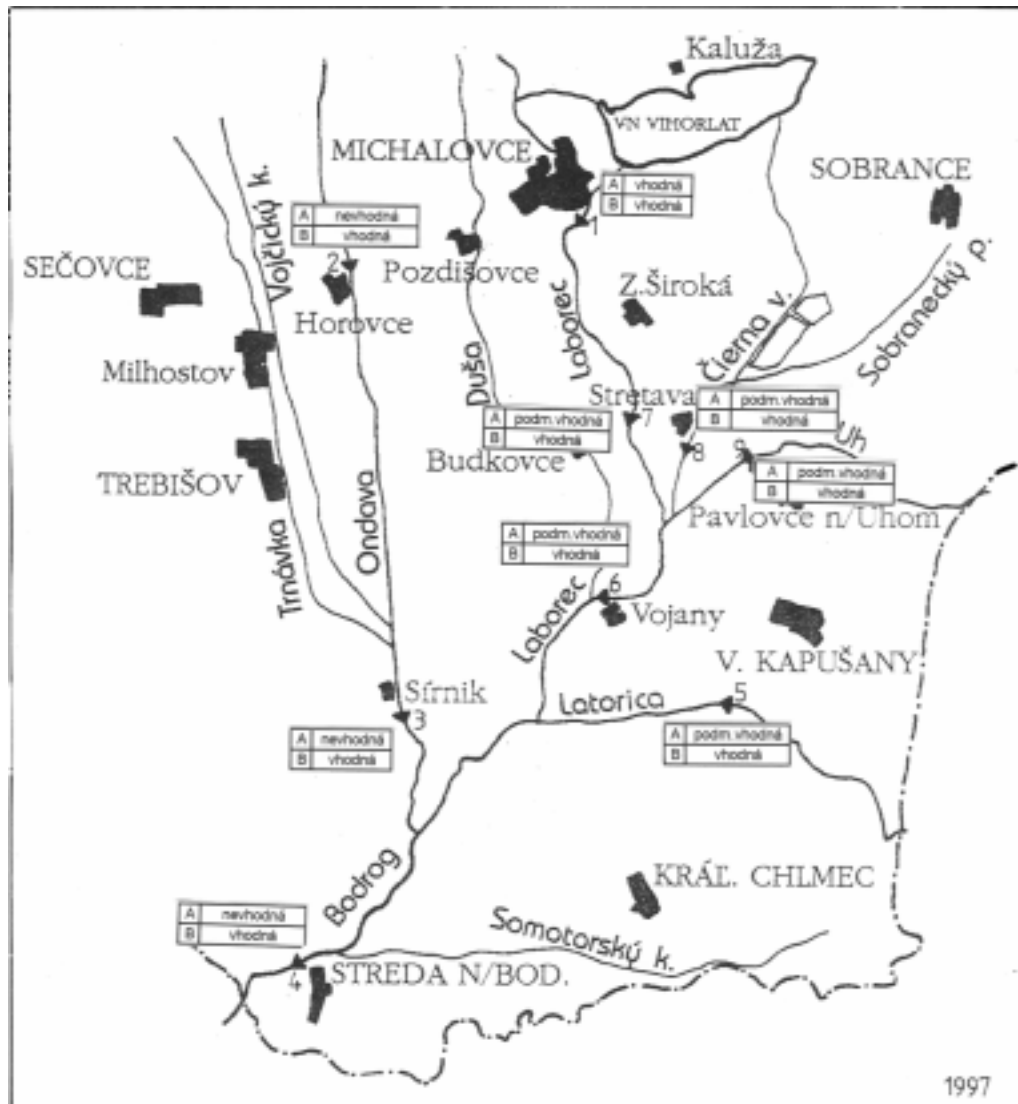 Kaluža
VN VIHORLAT
MICHALOVCE
SOBRANCE
A vhodná
B vhodná
1
Vojčický k.
A nevhodná
B vhodná
2
Pozdišovce
SEČOVCE
Horovce
Z.Široká
Laborec
Čierna v.
Sobranecký p.
Milhostov
Duša
Stretava
A podm.vhodná
B vhodná
7
A podm.vhodná
B vhodná
8
Budkovce
9
Uh
A podm.vhodná
B vhodná
TREBIŠOV
Ondava
Pavlovce n/Uhom
Trnávka
A podm.vhodná
B vhodná
6
Laborec
Vojany
V. KAPUŠANY
Sírnik
3
Latorica
5
A nevhodná
B vhodná
A podm.vhodná
B vhodná
Bodrog
KRÁĽ. CHLMEC
A nevhodná
B vhodná
Somotorský k.
4
STREDA N/BOD.
1997